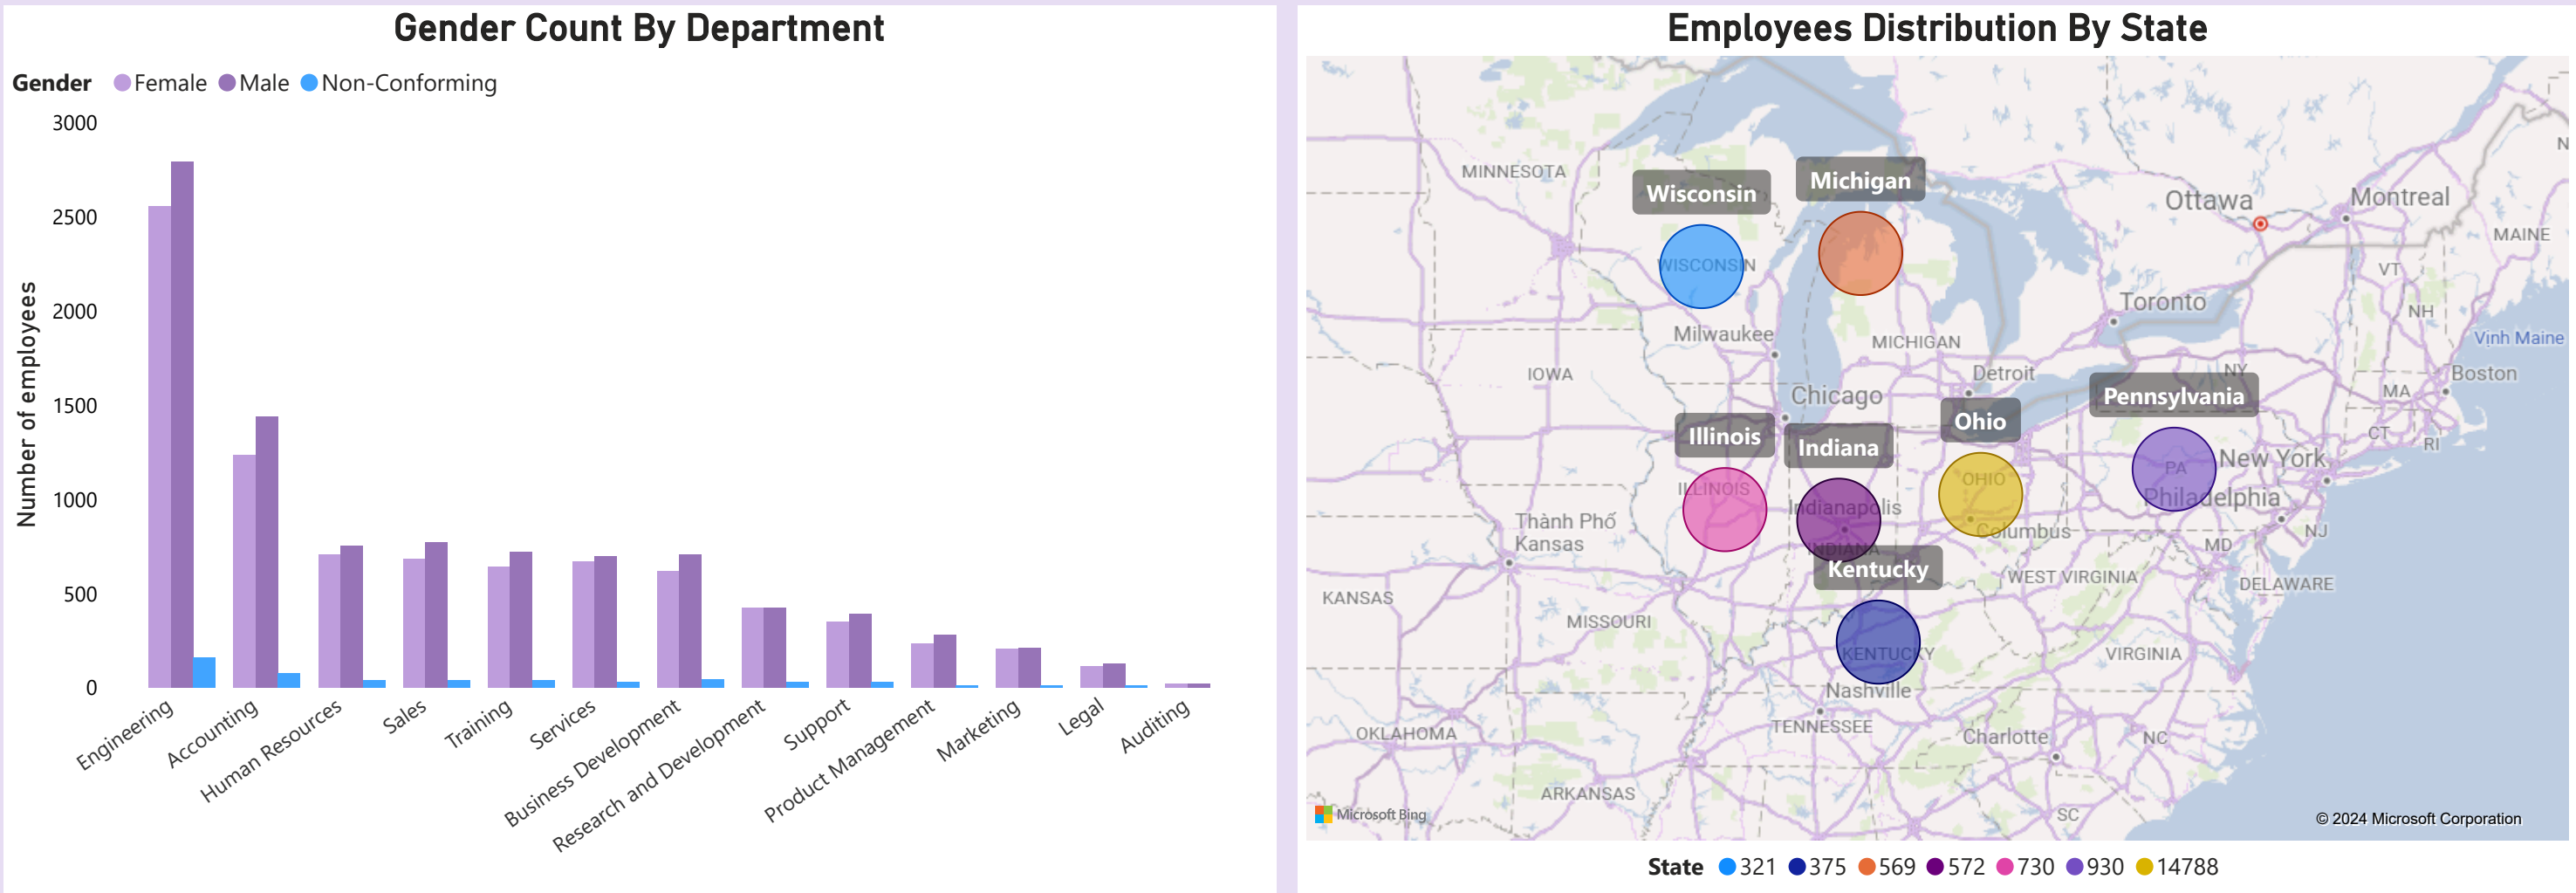 Gender Count By Department
Gender Female Male Non-Conforming
Number of employees
3000
2500
2000
1500
1000
500
0
Engineering
Accounting
Human Resources
Sales
Training
Services
Business Development
Research and Development
Support
Product Management
Marketing
Legal
Auditing
Employees Distribution By State
MINNESOTA
Wisconsin
Michigan
Ottawa
Montreal
MAINE
N
N
WISCONSIN
VT
Toronto
NH
Milwaukee
MICHIGAN
Vịnh Maine
IOWA
Detroit
NY
Boston
Chicago
Pennsylvania
MA
Illinois
Indiana
Ohio
CT
RI
ILLINOIS
OHIO
PA
New York
Indianapolis
Philadelphia
Thành Phố
Kansas
Columbus
NJ
INDIANA
MD
Kentucky
WEST VIRGINIA
DELAWARE
KANSAS
MISSOURI
KENTUCKY
VIRGINIA
Nashville
TENNESSEE
OKLAHOMA
Charlotte
NC
ARKANSAS
SC
Microsoft Bing
© 2024 Microsoft Corporation
State 321 375 569 572 730 930 14788